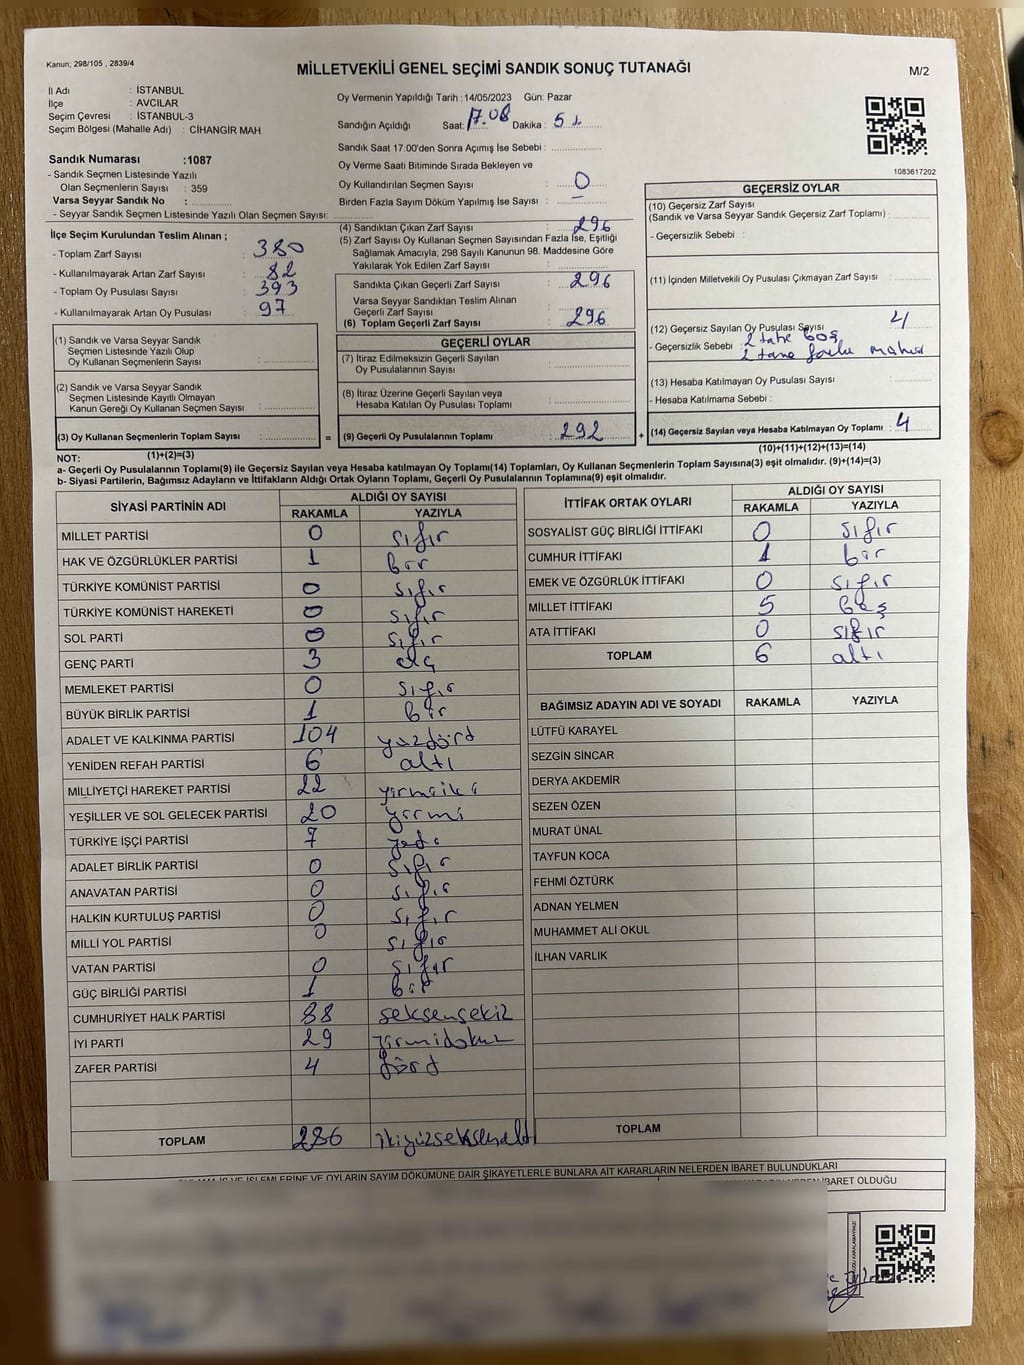 Kanun; 298/105 , 2839/4
MİLLETVEKİLİ GENEL SEÇİMİ SANDIK SONUÇ TUTANAĞI
M/2
İl Adı : İSTANBUL
İlçe : AVCILAR
Seçim Çevresi : İSTANBUL-3
Seçim Bölgesi (Mahalle Adı) : CİHANGİR MAH.
Oy Vermenin Yapıldığı Tarih :14/05/2023 Gün: Pazar
Sandığın Açıldığı Saat: 17.08 Dakika :
Sandık Saat 17.00'den Sonra Açılmış İse Sebebi :
Oy Verme Saati Bitiminde Sırada Bekleyen ve
Oy Kullandırılan Seçmen Sayısı : 0
Birden Fazla Sayım Döküm Yapılmış İse Sayısı : –
1083617202
Sandık Numarası :1087
- Sandık Seçmen Listesinde Yazılı
Olan Seçmenlerin Sayısı : 359
Varsa Seyyar Sandık No :
- Seyyar Sandık Seçmen Listesinde Yazılı Olan Seçmen Sayısı:
İlçe Seçim Kurulundan Teslim Alınan ;
- Toplam Zarf Sayısı : 380
- Kullanılmayarak Artan Zarf Sayısı : 82
- Toplam Oy Pusulası Sayısı : 393
- Kullanılmayarak Artan Oy Pusulası : 97
(4) Sandıktan Çıkan Zarf Sayısı : 296
(5) Zarf Sayısı Oy Kullanan Seçmen Sayısından Fazla İse, Eşitliği
Sağlamak Amacıyla, 298 Sayılı Kanunun 98. Maddesine Göre
Yakılarak Yok Edilen Zarf Sayısı :
Sandıkta Çıkan Geçerli Zarf Sayısı : 296
Varsa Seyyar Sandıktan Teslim Alınan
Geçerli Zarf Sayısı :
(6) Toplam Geçerli Zarf Sayısı : 296
GEÇERSİZ OYLAR
(10) Geçersiz Zarf Sayısı
(Sandık ve Varsa Seyyar Sandık Geçersiz Zarf Toplamı) :
- Geçersizlik Sebebi :
(11) İçinden Milletvekili Oy Pusulası Çıkmayan Zarf Sayısı :
(12) Geçersiz Sayılan Oy Pusulası Sayısı : 4
- Geçersizlik Sebebi : 2 tane boş
2 tane fazla mühür
(13) Hesaba Katılmayan Oy Pusulası Sayısı :
- Hesaba Katılmama Sebebi :
(14) Geçersiz Sayılan veya Hesaba Katılmayan Oy Toplamı : 4
(10)+(11)+(12)+(13)=(14)
(1) Sandık ve Varsa Seyyar Sandık
Seçmen Listesinde Yazılı Olup
Oy Kullanan Seçmenlerin Sayısı :
(2) Sandık ve Varsa Seyyar Sandık
Seçmen Listesinde Kayıtlı Olmayan
Kanun Gereği Oy Kullanan Seçmen Sayısı :
(3) Oy Kullanan Seçmenlerin Toplam Sayısı :
(1)+(2)=(3)
GEÇERLİ OYLAR
(7) İtiraz Edilmeksizin Geçerli Sayılan
Oy Pusulalarının Sayısı :
(8) İtiraz Üzerine Geçerli Sayılan veya
Hesaba Katılan Oy Pusulası Toplamı :
= (9) Geçerli Oy Pusulalarının Toplamı : 292 +
NOT:
a- Geçerli Oy Pusulalarının Toplamı(9) ile Geçersiz Sayılan veya Hesaba katılmayan Oy Toplamı(14) Toplamları, Oy Kullanan Seçmenlerin Toplam Sayısına(3) eşit olmalıdır. (9)+(14)=(3)
b- Siyasi Partilerin, Bağımsız Adayların ve İttifakların Aldığı Ortak Oyların Toplamı, Geçerli Oy Pusulalarının Toplamına(9) eşit olmalıdır.
SİYASİ PARTİNİN ADI ALDIĞI OY SAYISI
RAKAMLA YAZIYLA
MİLLET PARTİSİ 0 sıfır
HAK VE ÖZGÜRLÜKLER PARTİSİ 1 bir
TÜRKİYE KOMÜNİST PARTİSİ 0 sıfır
TÜRKİYE KOMÜNİST HAREKETİ 0 sıfır
SOL PARTİ 0 sıfır
GENÇ PARTİ 3 üç
MEMLEKET PARTİSİ 0 sıfır
BÜYÜK BİRLİK PARTİSİ 1 bir
ADALET VE KALKINMA PARTİSİ 104 yüzdörd
YENİDEN REFAH PARTİSİ 6 altı
MİLLİYETÇİ HAREKET PARTİSİ 22 yirmiiki
YEŞİLLER VE SOL GELECEK PARTİSİ 20 yirmi
TÜRKİYE İŞÇİ PARTİSİ 7 yedi
ADALET BİRLİK PARTİSİ 0 sıfır
ANAVATAN PARTİSİ 0 sıfır
HALKIN KURTULUŞ PARTİSİ 0 sıfır
MİLLİ YOL PARTİSİ 0 sıfır
VATAN PARTİSİ 0 sıfır
GÜÇ BİRLİĞİ PARTİSİ 1 bir
CUMHURİYET HALK PARTİSİ 88 seksensekiz
İYİ PARTİ 29 yirmidokuz
ZAFER PARTİSİ 4 dörd
TOPLAM 286 ikiyüzseksenaltı
İTTİFAK ORTAK OYLARI ALDIĞI OY SAYISI
RAKAMLA YAZIYLA
SOSYALİST GÜÇ BİRLİĞİ İTTİFAKI 0 sıfır
CUMHUR İTTİFAKI 1 bir
EMEK VE ÖZGÜRLÜK İTTİFAKI 0 sıfır
MİLLET İTTİFAKI 5 beş
ATA İTTİFAKI 0 sıfır
TOPLAM 6 altı
BAĞIMSIZ ADAYIN ADI VE SOYADI RAKAMLA YAZIYLA
LÜTFÜ KARAYEL
SEZGİN SİNCAR
DERYA AKDEMİR
SEZEN ÖZEN
MURAT ÜNAL
TAYFUN KOCA
FEHMİ ÖZTÜRK
ADNAN YELMEN
MUHAMMET ALİ OKUL
İLHAN VARLIK
TOPLAM
İŞLEMLERİNE VE OYLARIN SAYIM DÖKÜMÜNE DAİR ŞİKAYETLERLE BUNLARA AİT KARARLARIN NELERDEN İBARET BULUNDUKLARI
İBARET OLDUĞU